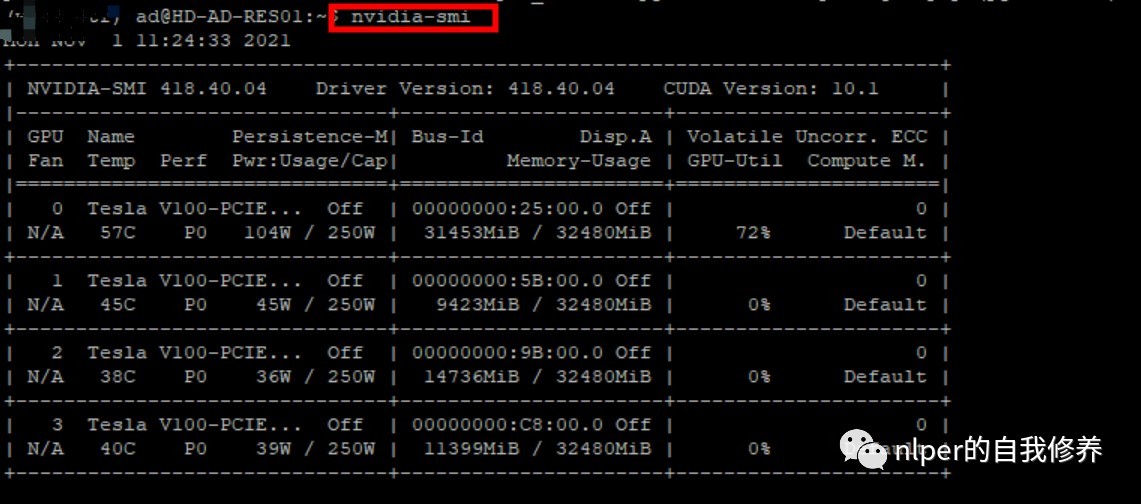 ad@HD-AD-RES01:~$ nvidia-smi
Mon Nov  1 11:24:33 2021
+-----------------------------------------------------------------------------+
| NVIDIA-SMI 418.40.04    Driver Version: 418.40.04    CUDA Version: 10.1     |
|-------------------------------+----------------------+----------------------+
| GPU  Name        Persistence-M| Bus-Id        Disp.A | Volatile Uncorr. ECC |
| Fan  Temp  Perf  Pwr:Usage/Cap|         Memory-Usage | GPU-Util  Compute M. |
|===============================+======================+======================|
|   0  Tesla V100-PCIE...  Off  | 00000000:25:00.0 Off |                    0 |
| N/A   57C    P0   104W / 250W |  31453MiB / 32480MiB |     72%      Default |
+-------------------------------+----------------------+----------------------+
|   1  Tesla V100-PCIE...  Off  | 00000000:5B:00.0 Off |                    0 |
| N/A   45C    P0    45W / 250W |   9423MiB / 32480MiB |      0%      Default |
+-------------------------------+----------------------+----------------------+
|   2  Tesla V100-PCIE...  Off  | 00000000:9B:00.0 Off |                    0 |
| N/A   38C    P0    36W / 250W |  14736MiB / 32480MiB |      0%      Default |
+-------------------------------+----------------------+----------------------+
|   3  Tesla V100-PCIE...  Off  | 00000000:C8:00.0 Off |                    0 |
| N/A   40C    P0    39W / 250W |  11399MiB / 32480MiB |      0%      Default |
+-------------------------------+----------------------+----------------------+
nlper的自我修养